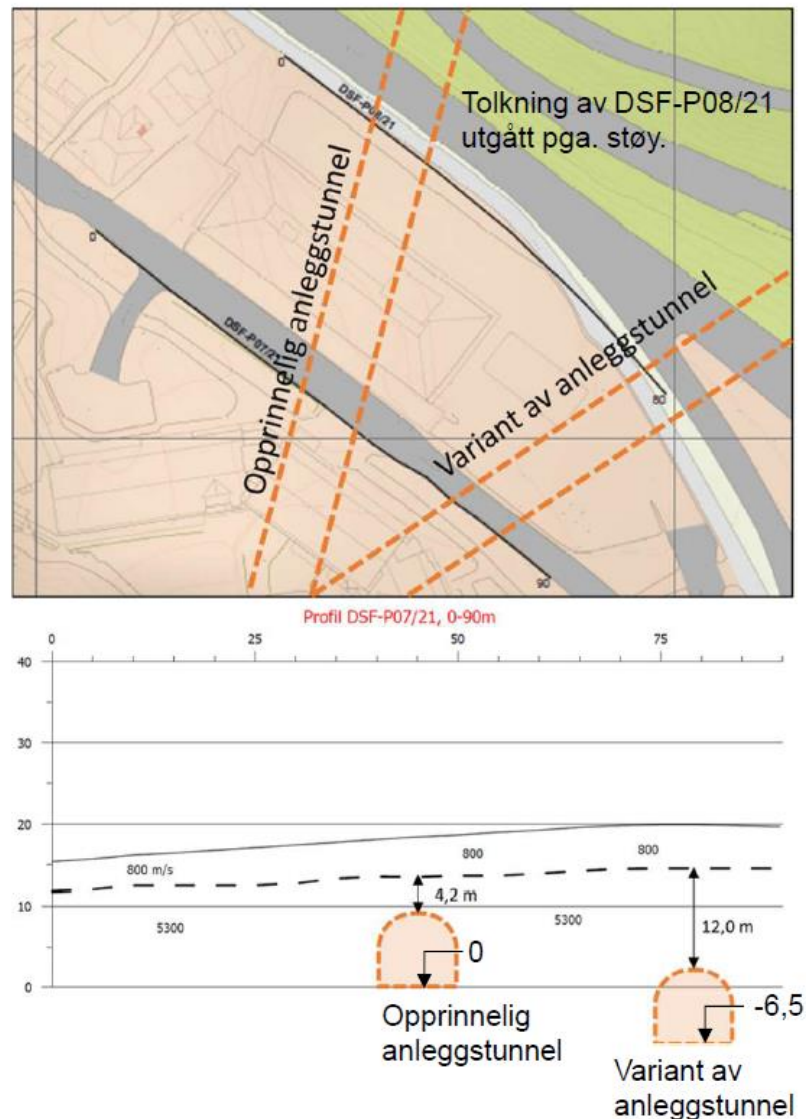 0
DSF-P08/21
Tolkning av DSF-P08/21
utgått pga. støy.
Opprinnelig anleggstunnel
0
DSF-P07/21
Variant av anleggstunnel
80
90
Profil DSF-P07/21, 0-90m
0 25 50 75
40
30
20
800 m/s 800 800
10
4,2 m
5300 5300
12,0 m
0
0
-6,5
Opprinnelig
anleggstunnel
Variant av
anleggstunnel